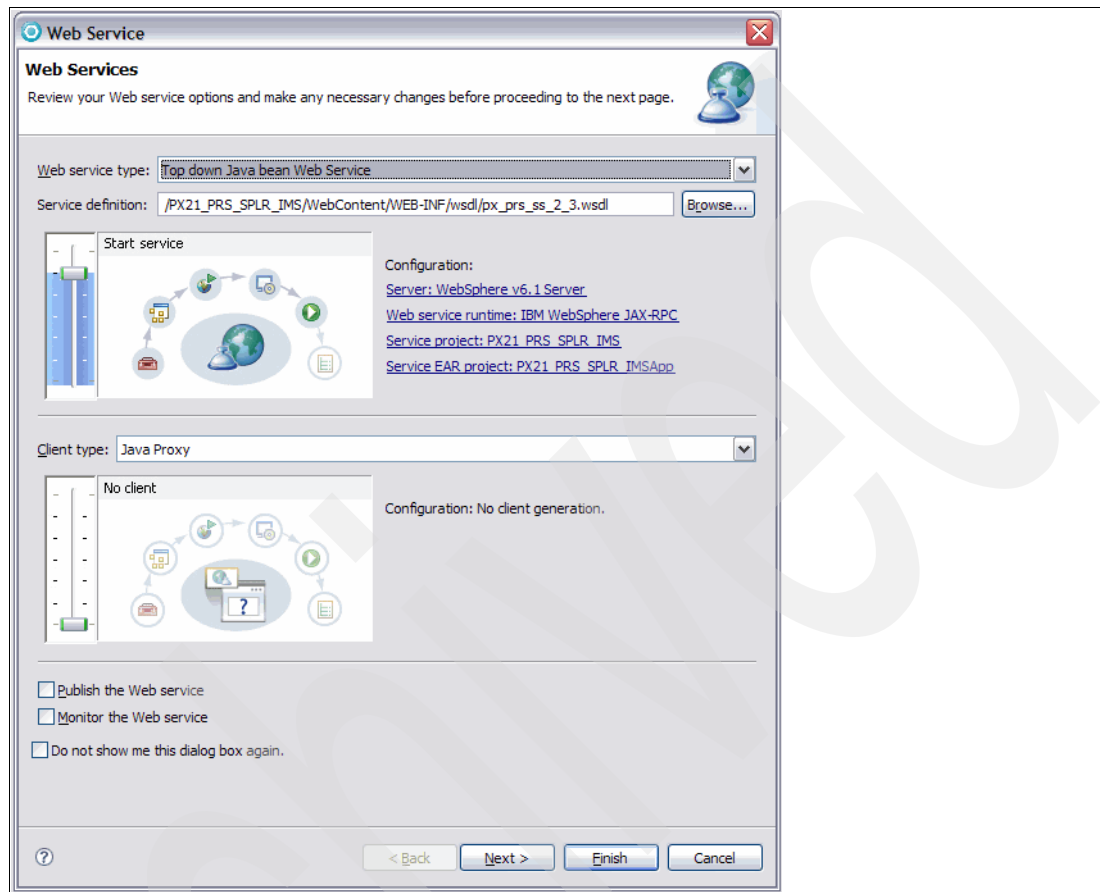 Web Service
Web Services
Review your Web service options and make any necessary changes before proceeding to the next page.
Web service type: Top down Java bean Web Service
Service definition: /PX21_PRS_SPLR_IMS/WebContent/WEB-INF/wsdl/px_prs_ss_2_3.wsdl Browse...
Start service
Configuration:
Server: WebSphere v6.1 Server
Web service runtime: IBM WebSphere JAX-RPC
Service project: PX21_PRS_SPLR_IMS
Service EAR project: PX21_PRS_SPLR_IMSApp
Client type: Java Proxy
No client
Configuration: No client generation.
?
Publish the Web service
Monitor the Web service
Do not show me this dialog box again.
? < Back Next > Finish Cancel